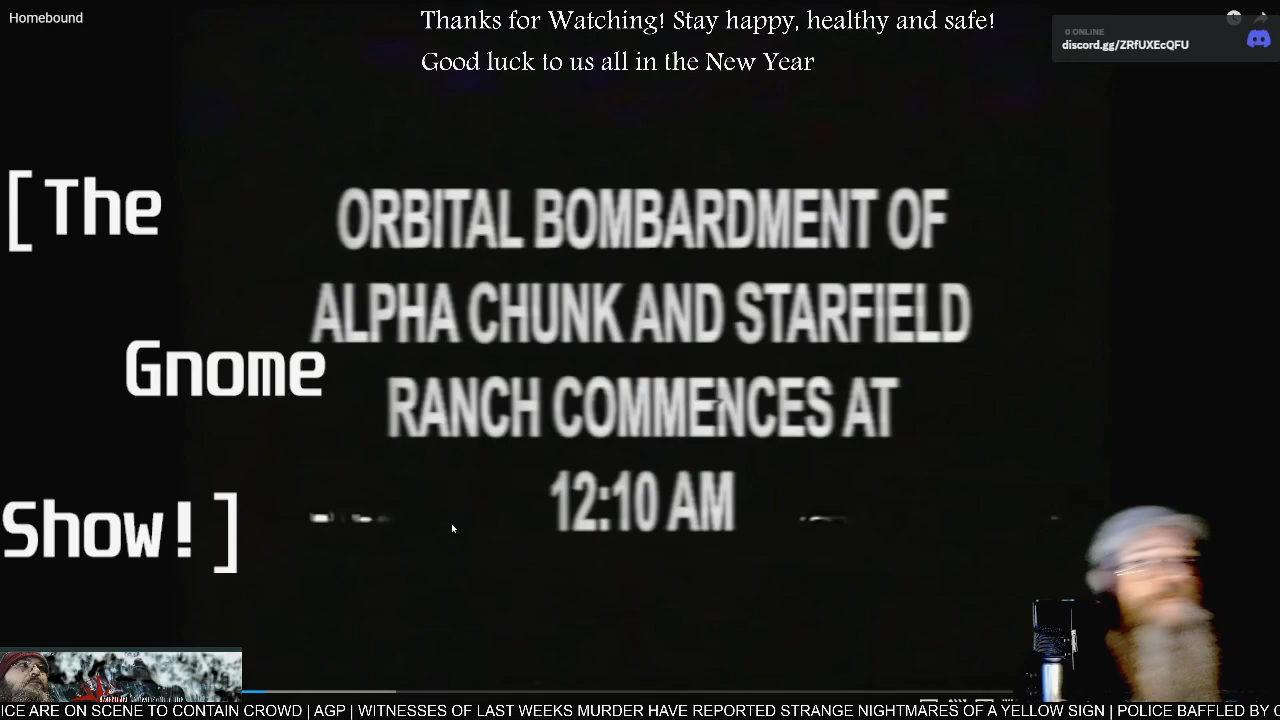 Homebound
Thanks for Watching! Stay happy, healthy and safe!
Good luck to us all in the New Year
0 ONLINE
discord.gg/ZRfUXEcQFU
[The
Gnome
Show!]
ORBITAL BOMBARDMENT OF
ALPHA CHUNK AND STARFIELD
RANCH COMMENCES AT
12:10 AM
ICE ARE ON SCENE TO CONTAIN CROWD | AGP | WITNESSES OF LAST WEEKS MURDER HAVE REPORTED STRANGE NIGHTMARES OF A YELLOW SIGN | POLICE BAFFLED BY